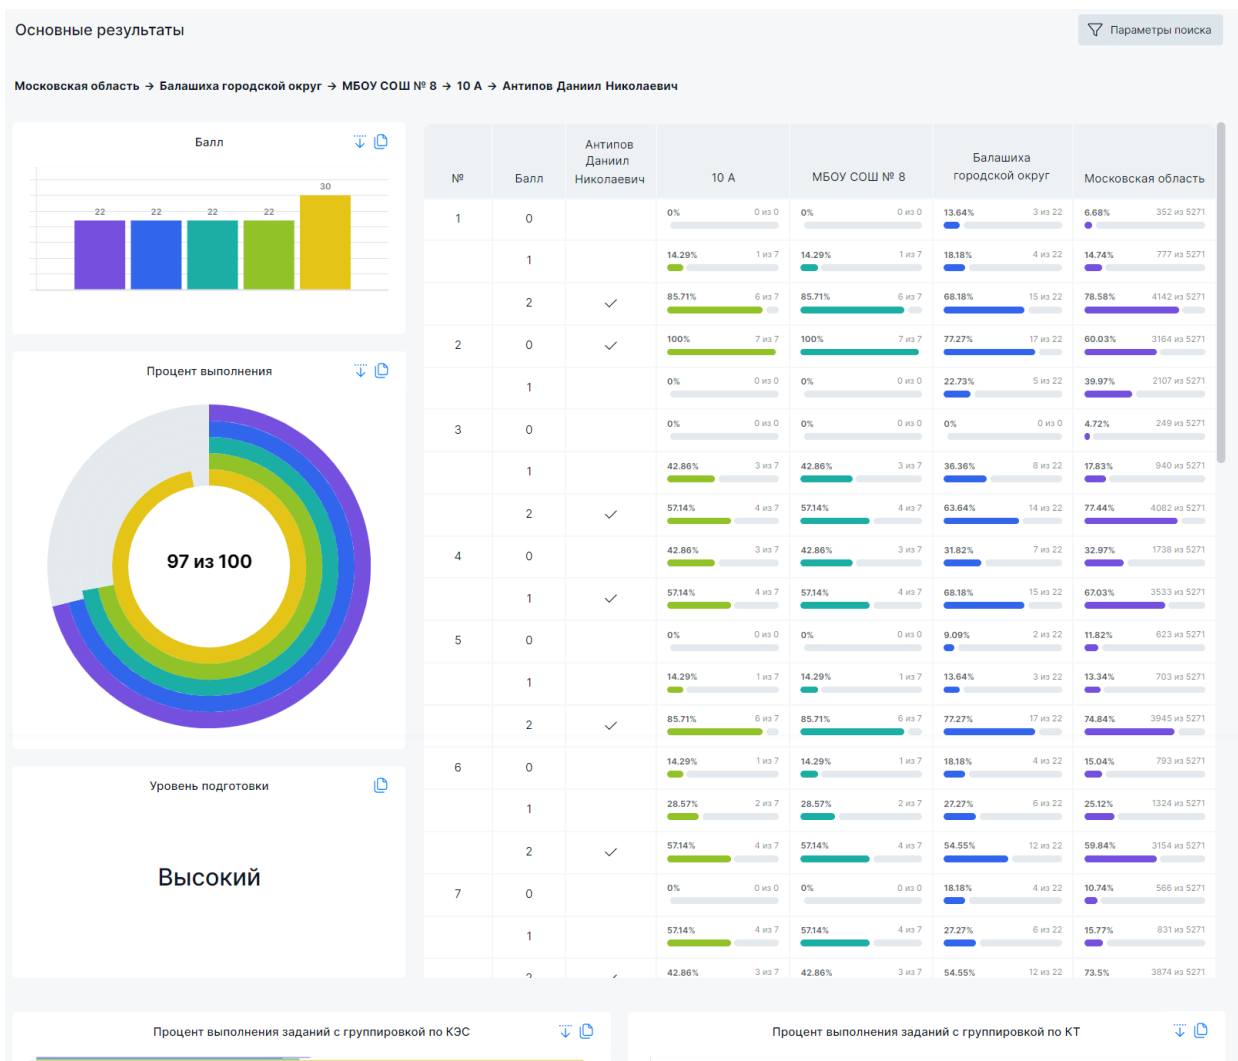 Основные результаты
Параметры поиска
Московская область → Балашиха городской округ → МБОУ СОШ № 8 → 10 А → Антипов Даниил Николаевич
Балл
22 22 22 22 30
Процент выполнения
97 из 100
Уровень подготовки
Высокий
№ Балл Антипов Даниил Николаевич 10 А МБОУ СОШ № 8 Балашиха городской округ Московская область
1 0 0% 0 из 0 0% 0 из 0 13.64% 3 из 22 6.68% 352 из 5271
1 14.29% 1 из 7 14.29% 1 из 7 18.18% 4 из 22 14.74% 777 из 5271
2 ✓ 85.71% 6 из 7 85.71% 6 из 7 68.18% 15 из 22 78.58% 4142 из 5271
2 0 ✓ 100% 7 из 7 100% 7 из 7 77.27% 17 из 22 60.03% 3164 из 5271
1 0% 0 из 0 0% 0 из 0 22.73% 5 из 22 39.97% 2107 из 5271
3 0 0% 0 из 0 0% 0 из 0 0% 0 из 0 4.72% 249 из 5271
1 42.86% 3 из 7 42.86% 3 из 7 36.36% 8 из 22 17.83% 940 из 5271
2 ✓ 57.14% 4 из 7 57.14% 4 из 7 63.64% 14 из 22 77.44% 4082 из 5271
4 0 42.86% 3 из 7 42.86% 3 из 7 31.82% 7 из 22 32.97% 1738 из 5271
1 ✓ 57.14% 4 из 7 57.14% 4 из 7 68.18% 15 из 22 67.03% 3533 из 5271
5 0 0% 0 из 0 0% 0 из 0 9.09% 2 из 22 11.82% 623 из 5271
1 14.29% 1 из 7 14.29% 1 из 7 13.64% 3 из 22 13.34% 703 из 5271
2 ✓ 85.71% 6 из 7 85.71% 6 из 7 77.27% 17 из 22 74.84% 3945 из 5271
6 0 14.29% 1 из 7 14.29% 1 из 7 18.18% 4 из 22 15.04% 793 из 5271
1 28.57% 2 из 7 28.57% 2 из 7 27.27% 6 из 22 25.12% 1324 из 5271
2 ✓ 57.14% 4 из 7 57.14% 4 из 7 54.55% 12 из 22 59.84% 3154 из 5271
7 0 0% 0 из 0 0% 0 из 0 18.18% 4 из 22 10.74% 566 из 5271
1 57.14% 4 из 7 57.14% 4 из 7 27.27% 6 из 22 15.77% 831 из 5271
2 ✓ 42.86% 3 из 7 42.86% 3 из 7 54.55% 12 из 22 73.5% 3874 из 5271
Процент выполнения заданий с группировкой по КЭС
Процент выполнения заданий с группировкой по КТ